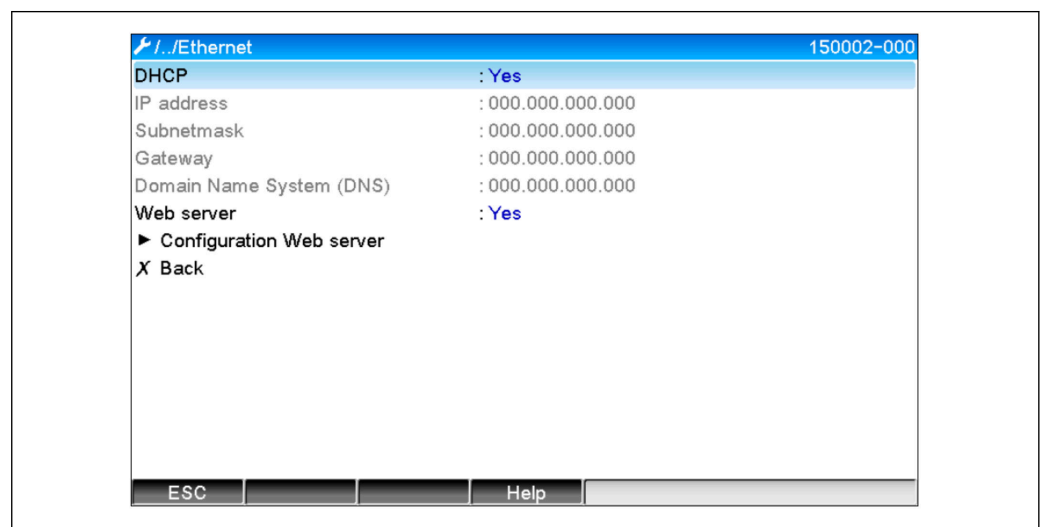 /../Ethernet 150002-000
DHCP : Yes
IP address : 000.000.000.000
Subnetmask : 000.000.000.000
Gateway : 000.000.000.000
Domain Name System (DNS) : 000.000.000.000
Web server : Yes
► Configuration Web server
X Back
ESC Help